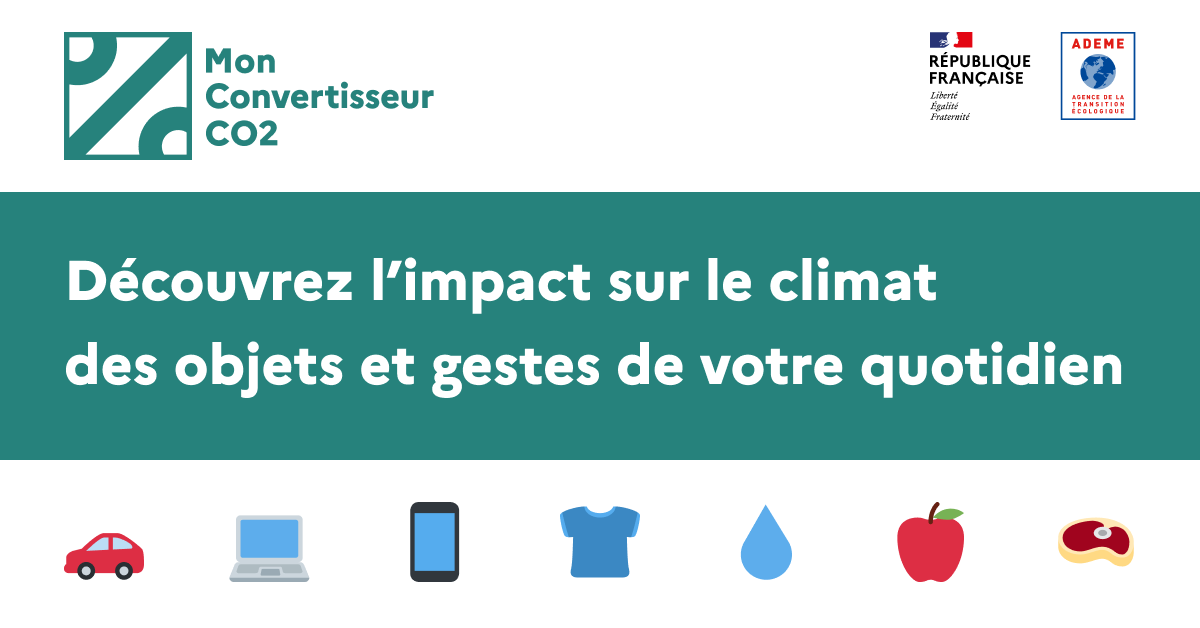 Mon
Convertisseur
CO2
RÉPUBLIQUE
FRANÇAISE
Liberté
Égalité
Fraternité
ADEME
AGENCE DE LA
TRANSITION
ÉCOLOGIQUE
Découvrez l’impact sur le climat
des objets et gestes de votre quotidien